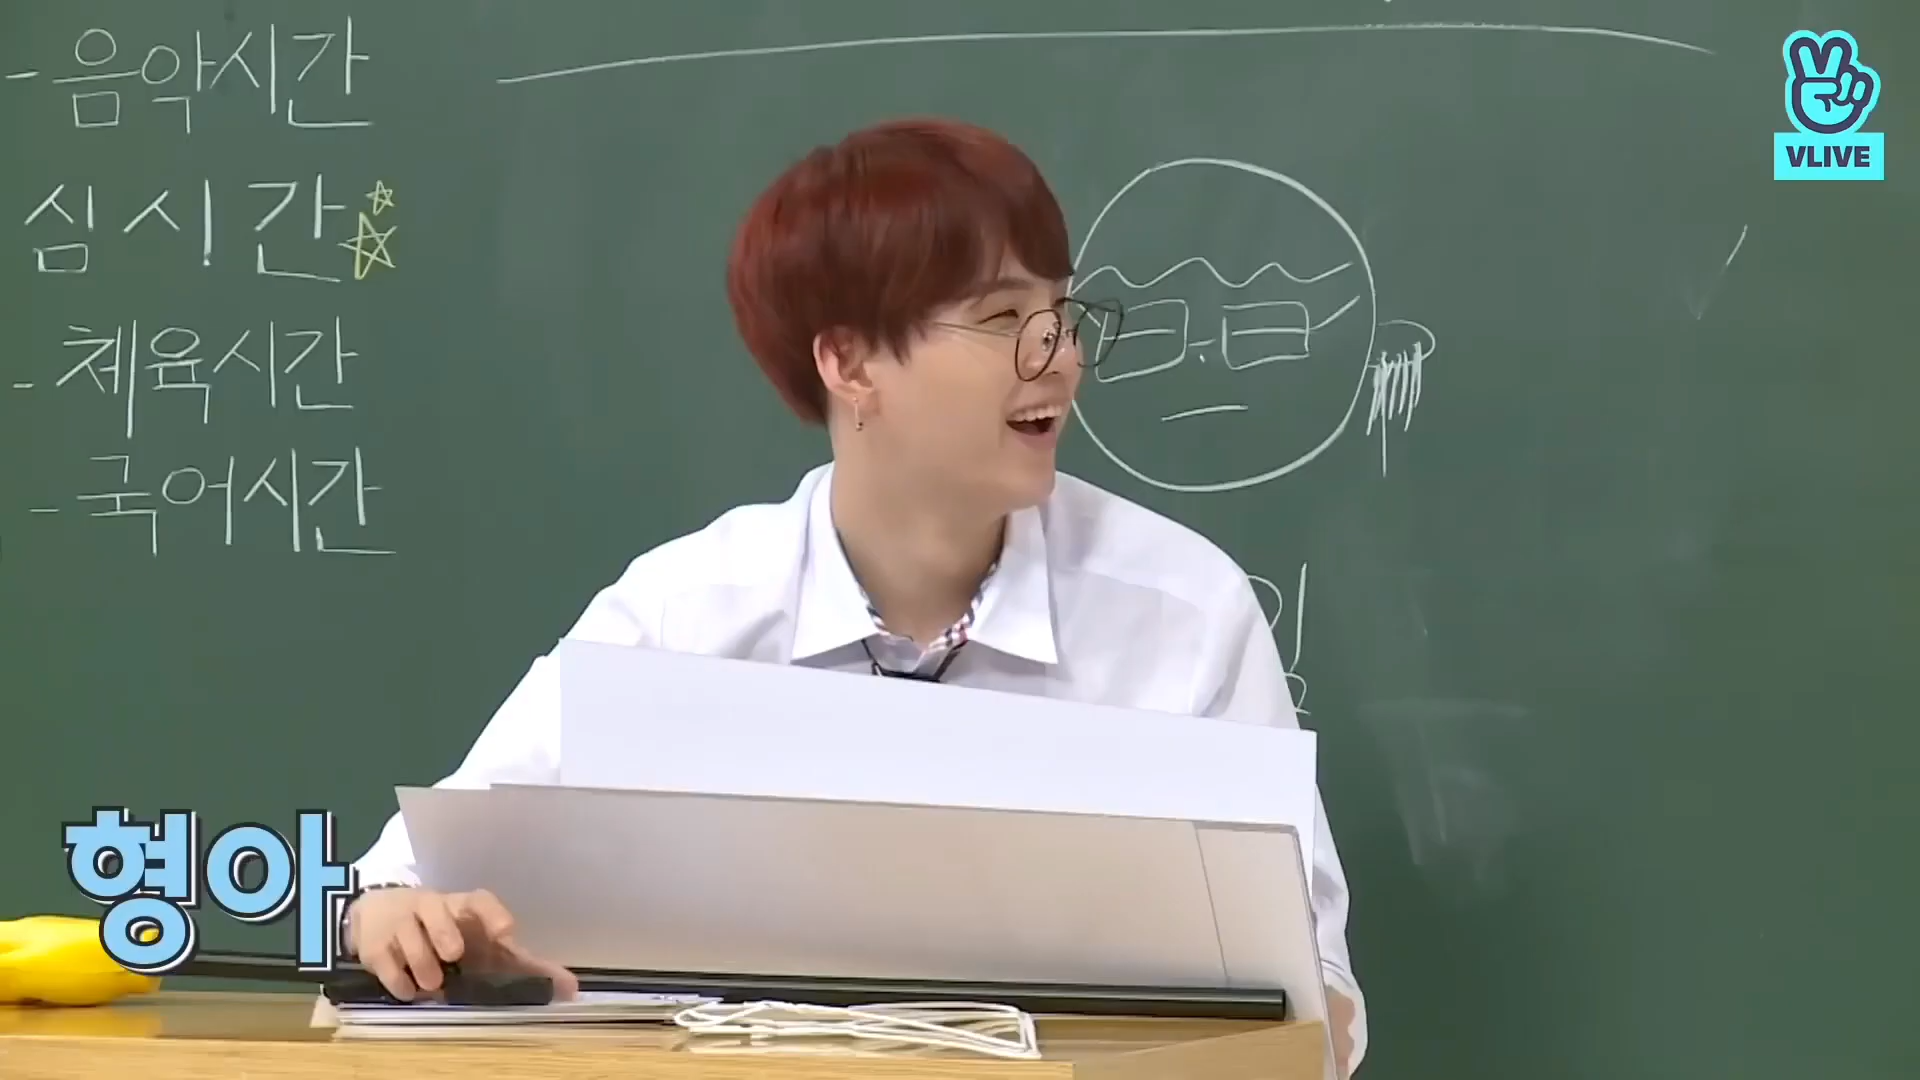 - 음악시간
심 시 간
- 체육시간
- 국어시간
VLIVE
형아